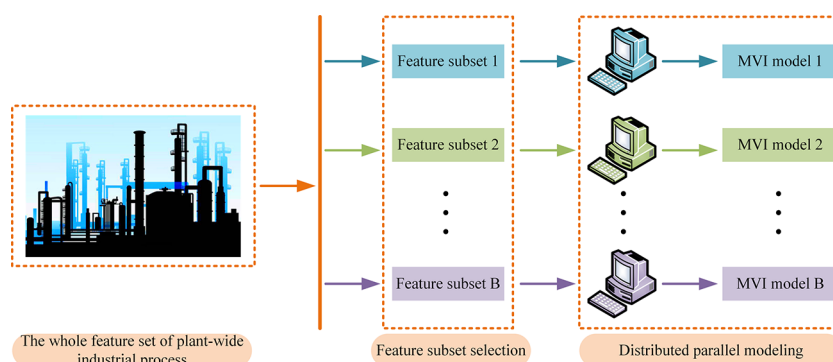 Feature subset 1
MVI model 1
Feature subset 2
MVI model 2
Feature subset B
MVI model B
The whole feature set of plant-wide
industrial process
Feature subset selection
Distributed parallel modeling